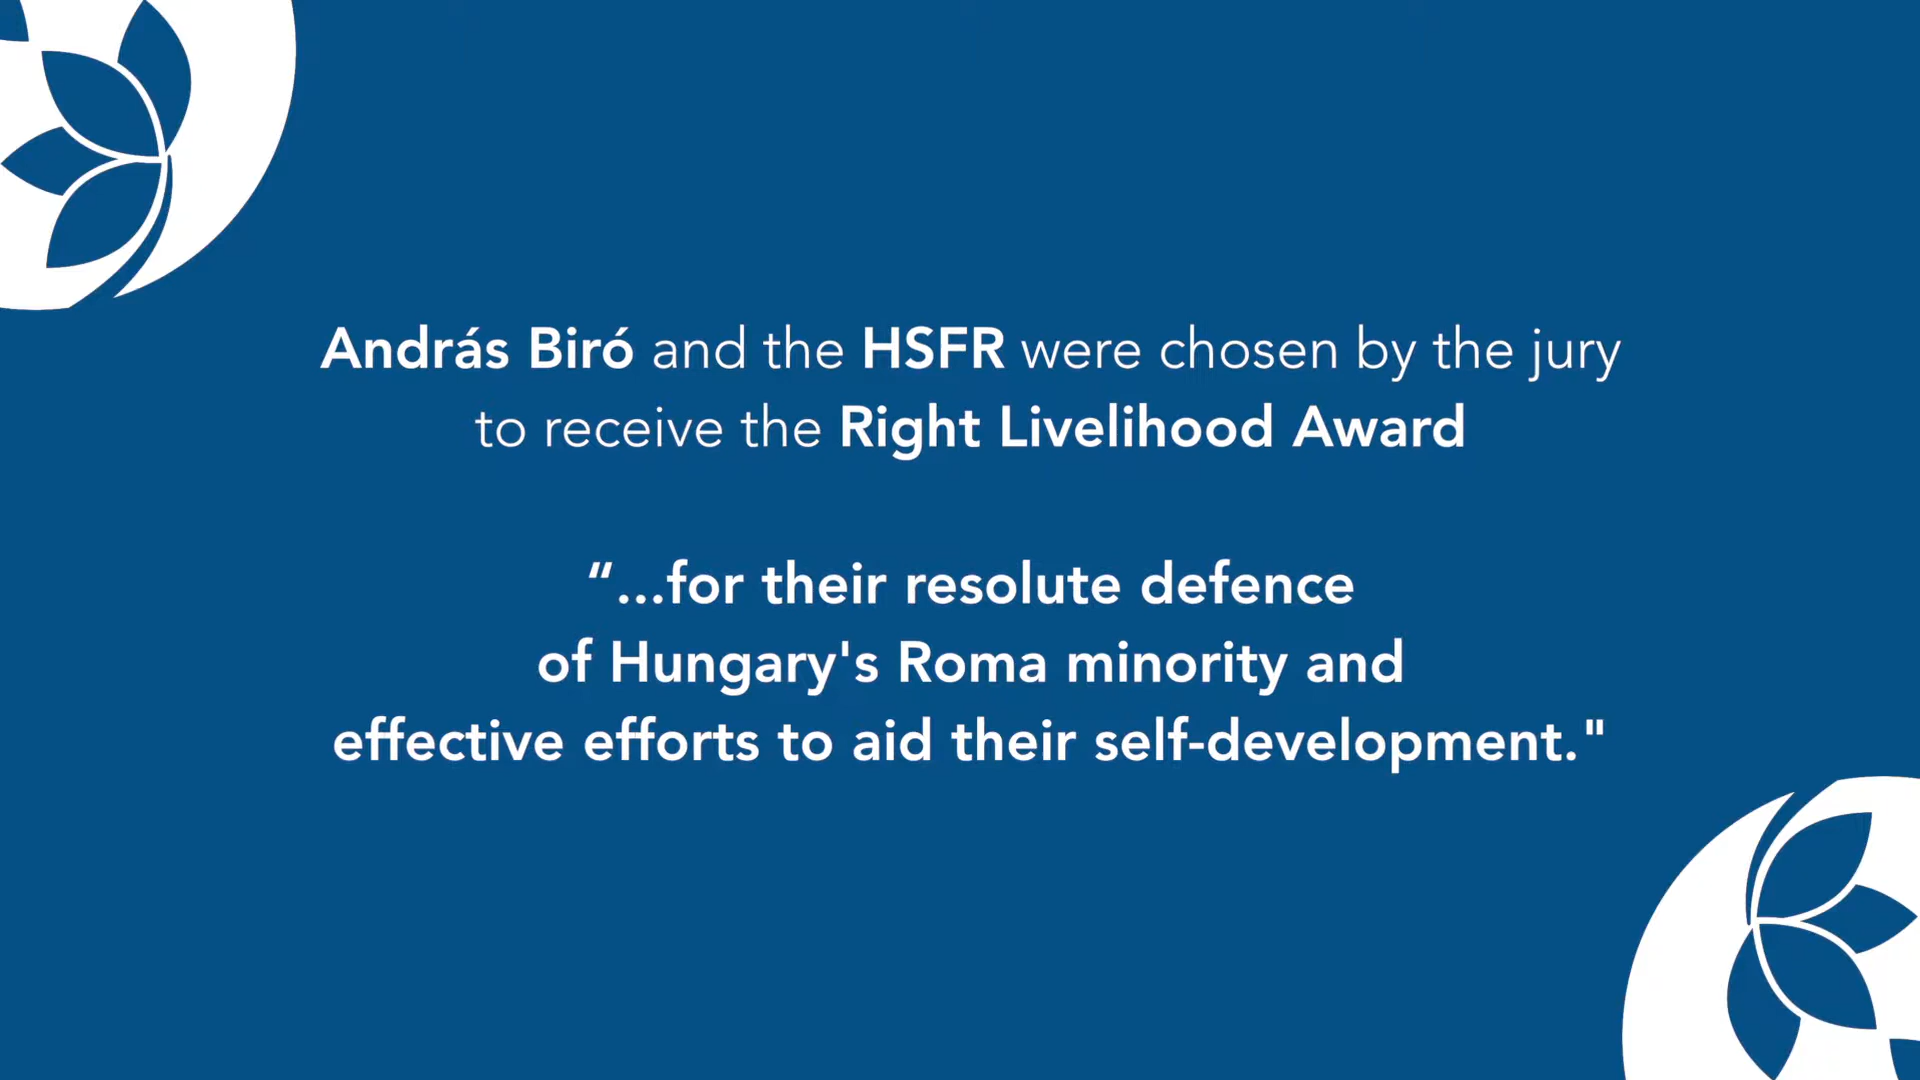 András Biró and the HSFR were chosen by the jury
to receive the Right Livelihood Award
“...for their resolute defence
of Hungary's Roma minority and
effective efforts to aid their self-development."